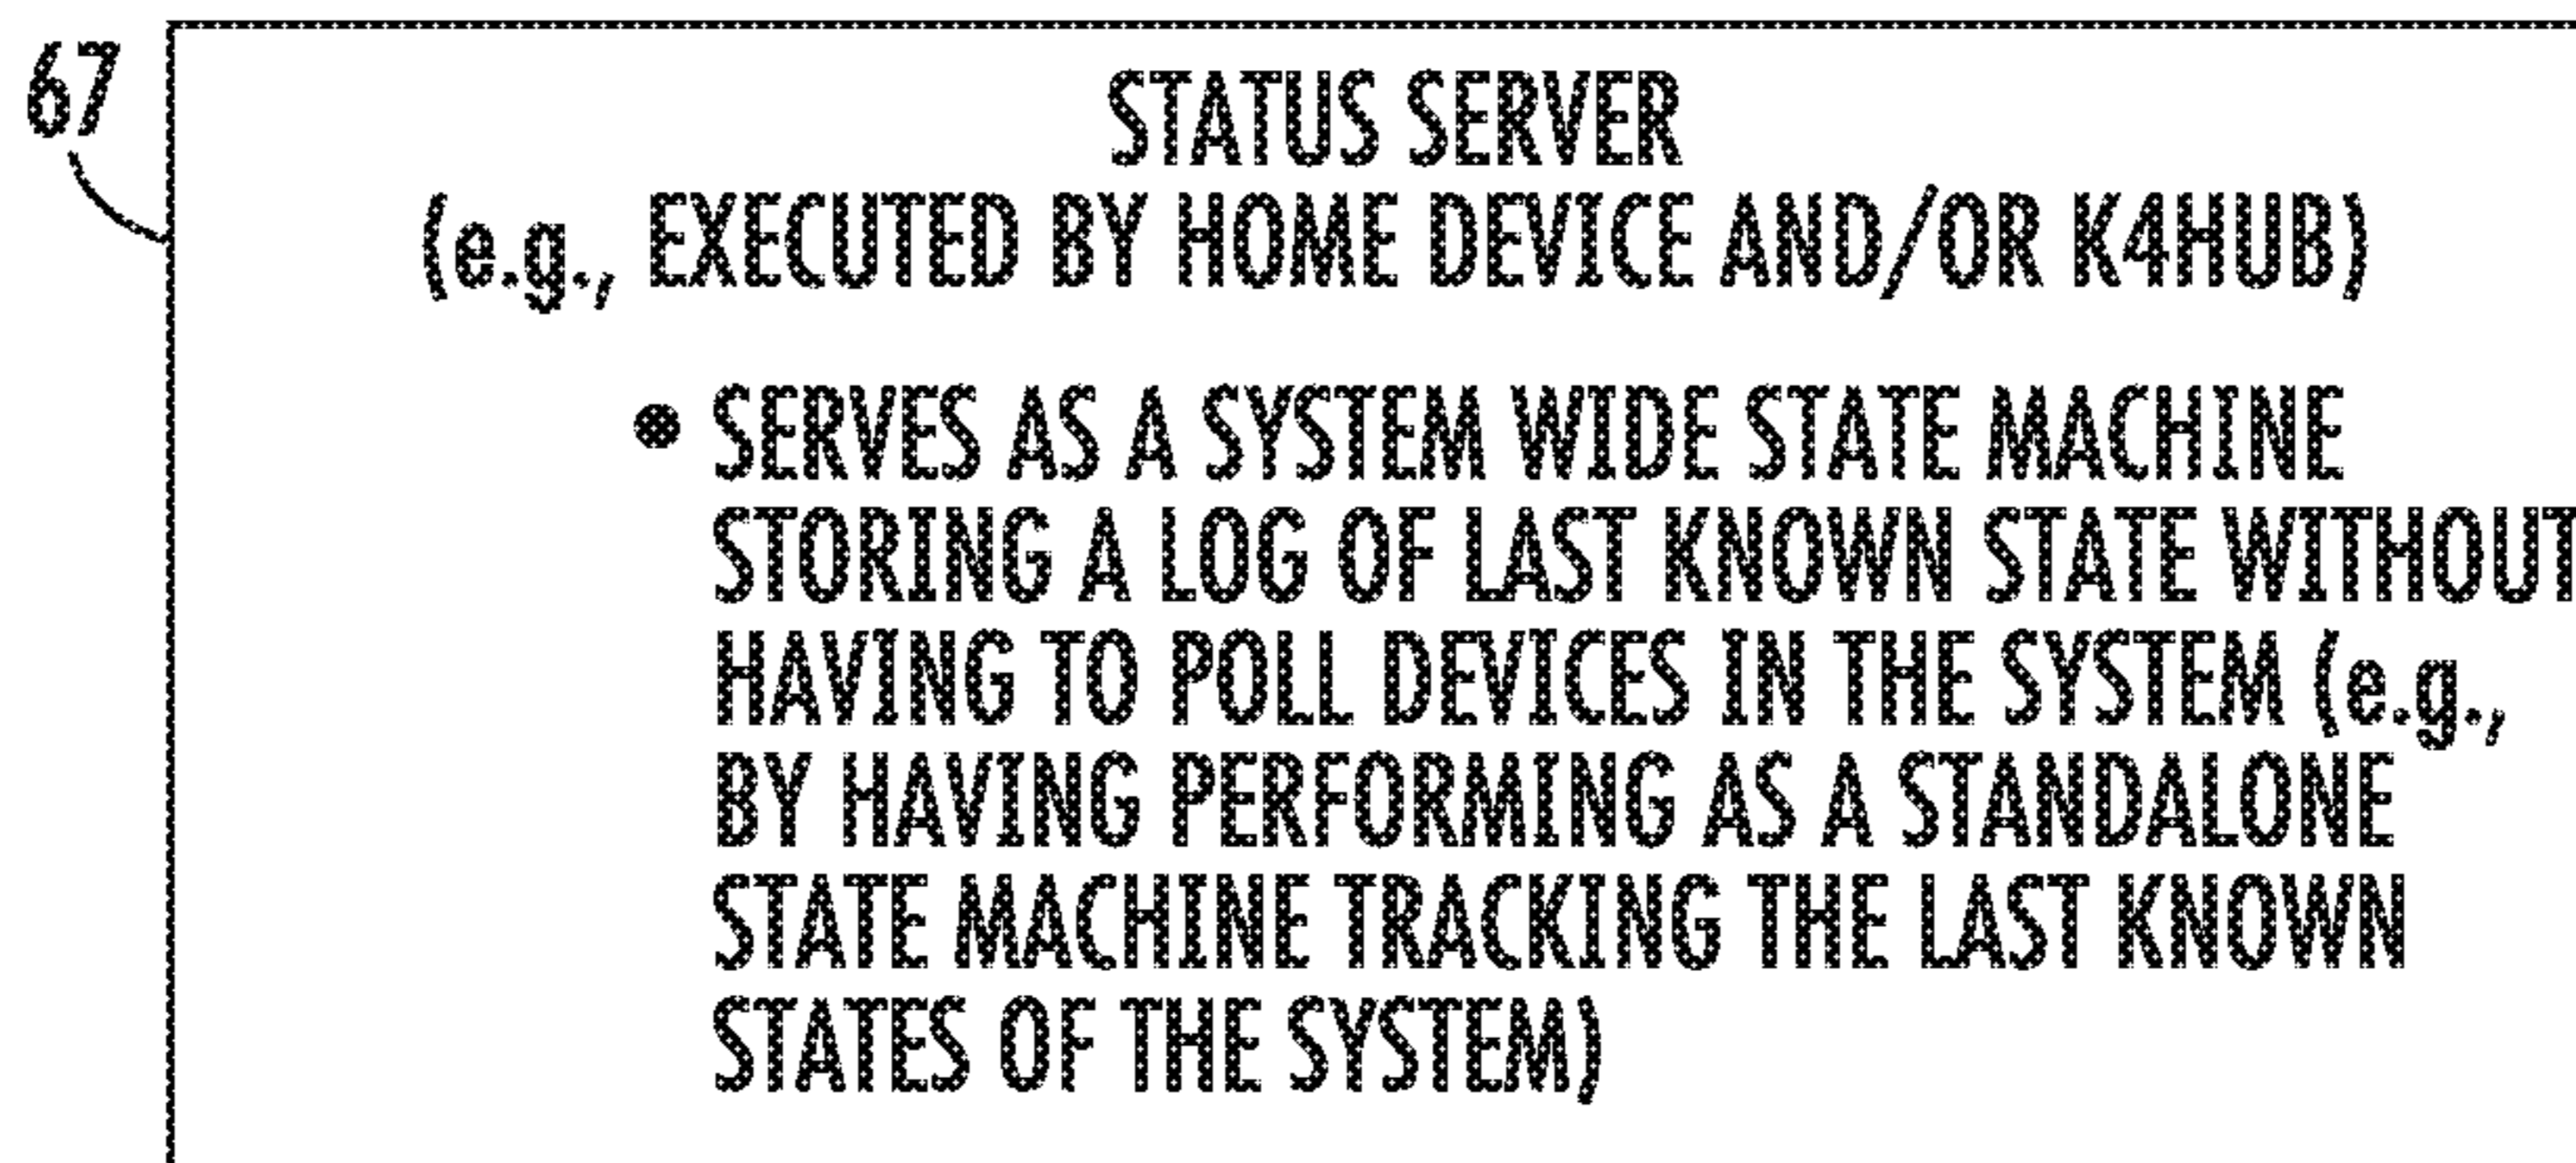 67
STATUS SERVER
(e.g., EXECUTED BY HOME DEVICE AND/OR K4HUB)
• SERVES AS A SYSTEM WIDE STATE MACHINE
STORING A LOG OF LAST KNOWN STATE WITHOUT
HAVING TO POLL DEVICES IN THE SYSTEM (e.g.,
BY HAVING PERFORMING AS A STANDALONE
STATE MACHINE TRACKING THE LAST KNOWN
STATES OF THE SYSTEM)